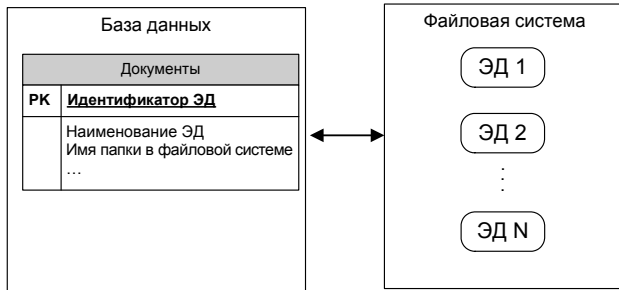 База данных
Документы
PK Идентификатор ЭД
Наименование ЭД
Имя папки в файловой системе
…
Файловая система
ЭД 1
ЭД 2
ЭД N